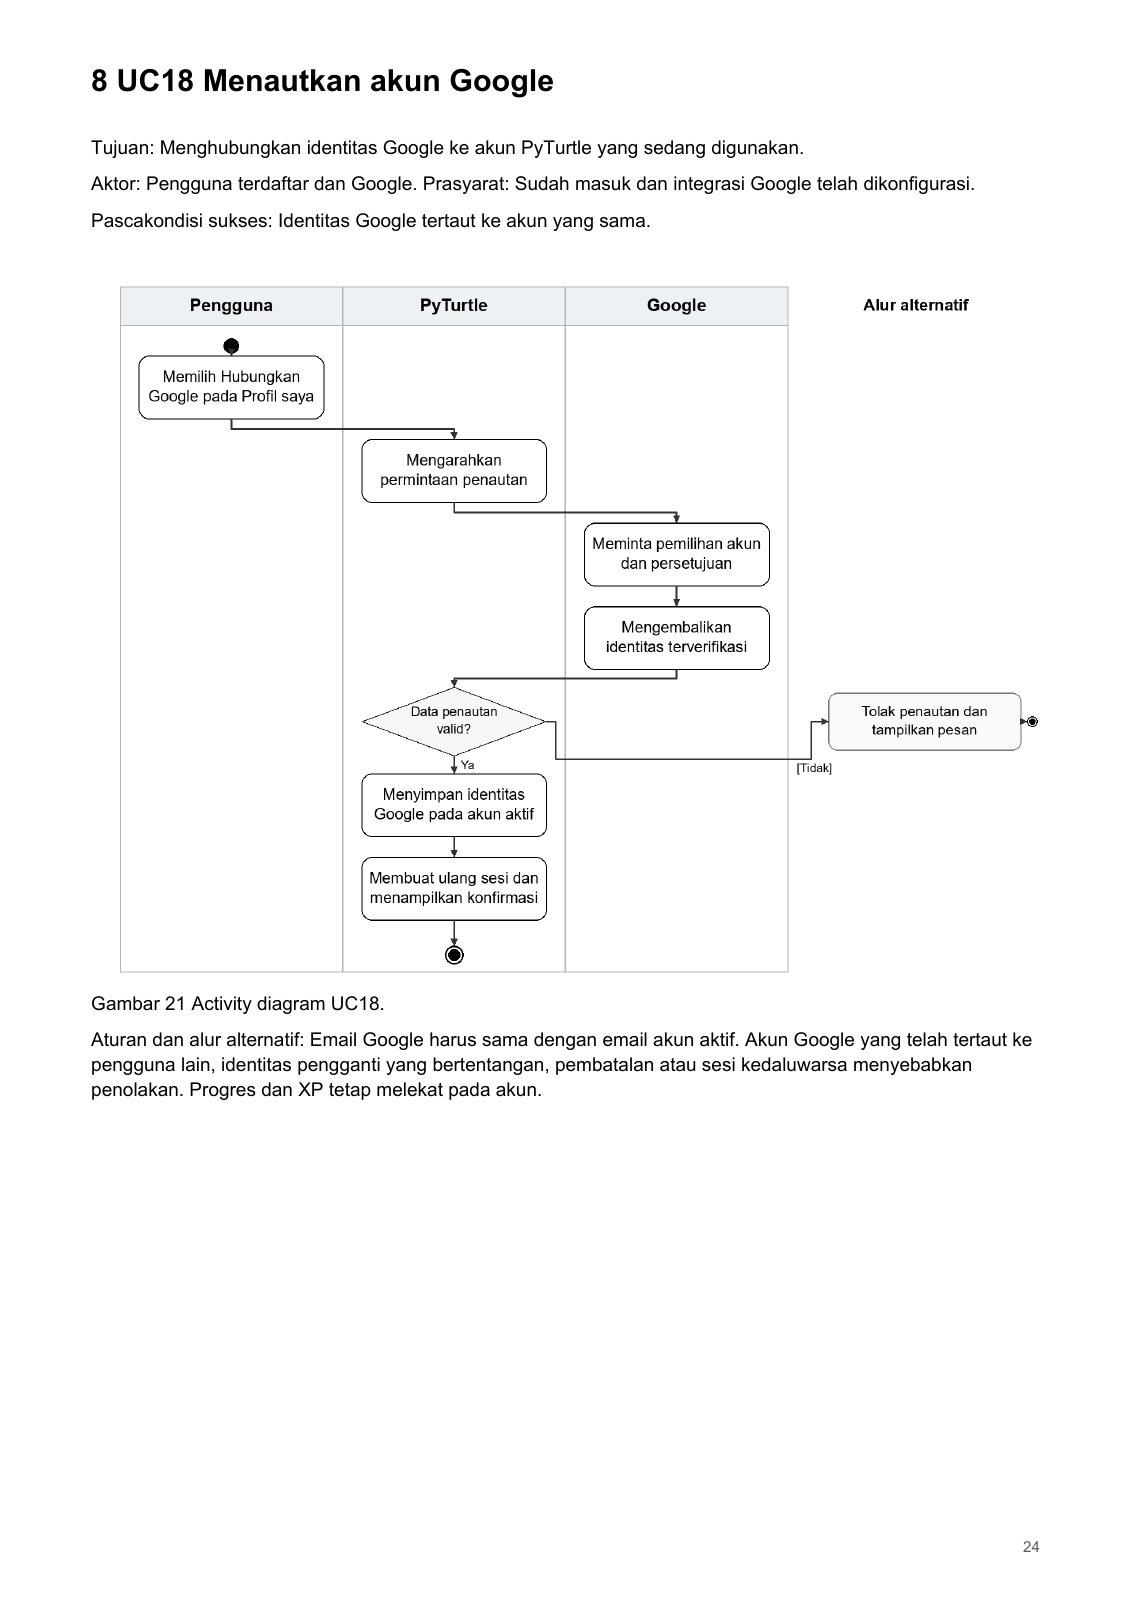 8 UC18 Menautkan akun Google
Tujuan: Menghubungkan identitas Google ke akun PyTurtle yang sedang digunakan.
Aktor: Pengguna terdaftar dan Google. Prasyarat: Sudah masuk dan integrasi Google telah dikonfigurasi.
Pascakondisi sukses: Identitas Google tertaut ke akun yang sama.
Pengguna
PyTurtle
Google
Alur alternatif
Memilih Hubungkan
Google pada Profil saya
Mengarahkan
permintaan penautan
Meminta pemilihan akun
dan persetujuan
Mengembalikan
identitas terverifikasi
Data penautan
valid?
Tolak penautan dan
tampilkan pesan
Ya
[Tidak]
Menyimpan identitas
Google pada akun aktif
Membuat ulang sesi dan
menampilkan konfirmasi
Gambar 21 Activity diagram UC18.
Aturan dan alur alternatif: Email Google harus sama dengan email akun aktif. Akun Google yang telah tertaut ke
pengguna lain, identitas pengganti yang bertentangan, pembatalan atau sesi kedaluwarsa menyebabkan
penolakan. Progres dan XP tetap melekat pada akun.
24